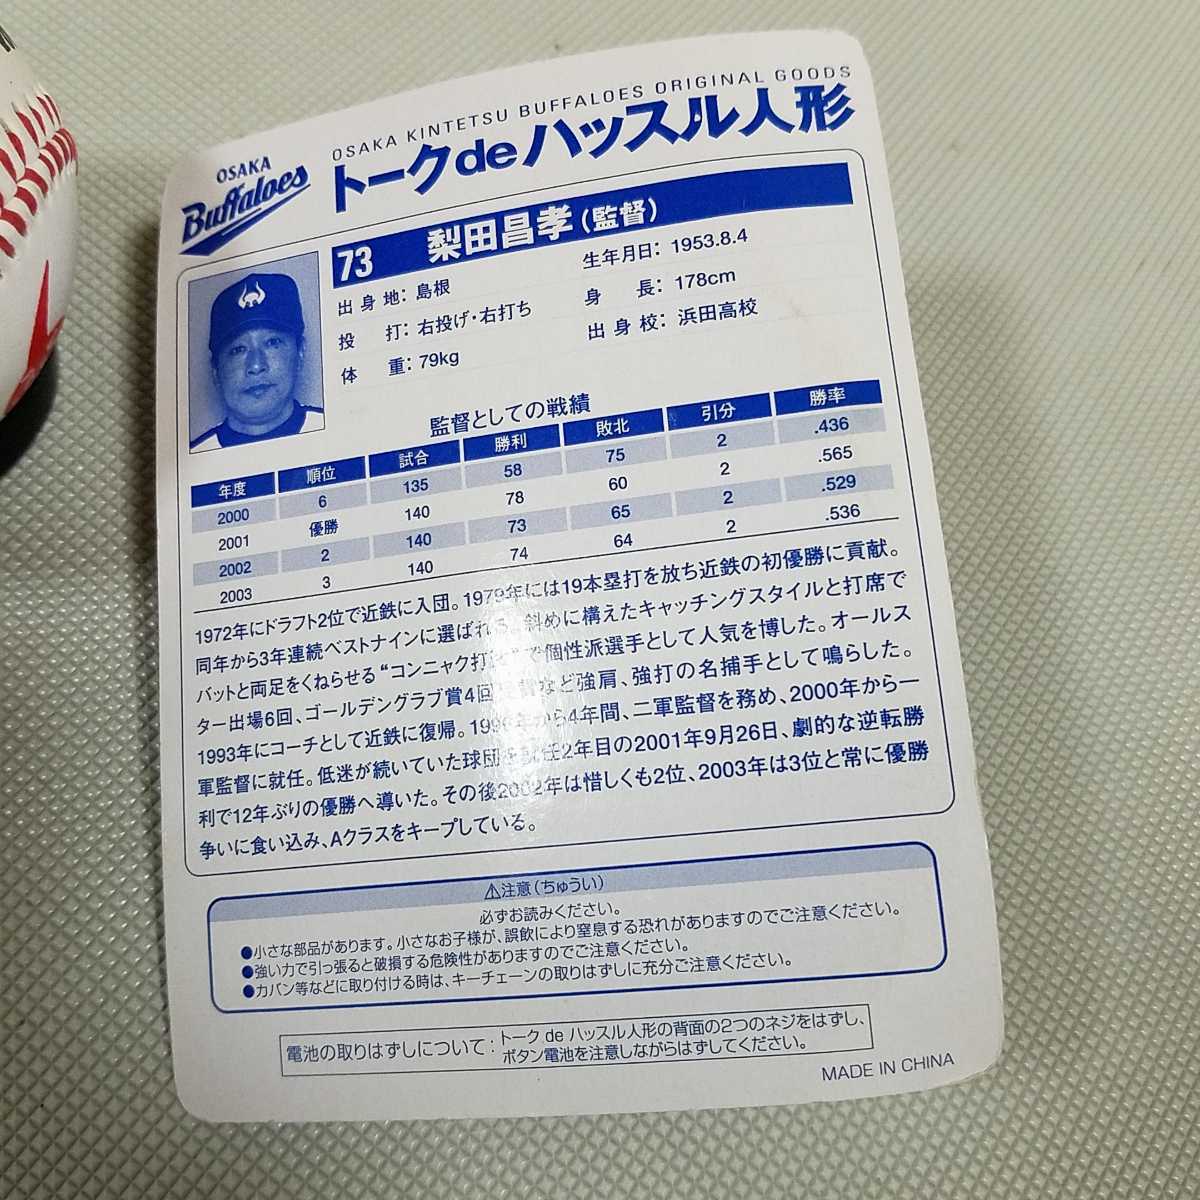 OSAKA KINTETSU BUFFALOES ORIGINAL GOODS
OSAKA
Buffaloes
トークdeハッスル人形
73 梨田昌孝(監督)
出身地：島根
生年月日：1953.8.4
投 打：右投げ・右打ち
身 長：178cm
体 重：79kg
出身校：浜田高校
監督としての戦績
年度 順位 試合 勝利 敗北 引分 勝率
2000 6 135 58 75 2 .436
2001 優勝 140 78 60 2 .565
2002 2 140 73 65 2 .529
2003 3 140 74 64 2 .536
1972年にドラフト2位で近鉄に入団。1979年には19本塁打を放ち近鉄の初優勝に貢献。
同年から3年連続ベストナインに選ばれる。斜めに構えたキャッチングスタイルと打席で
バットと両足をくねらせる“コンニャク打法”で個性派選手として人気を博した。オールス
ター出場6回、ゴールデングラブ賞4回 など強肩、強打の名捕手として鳴らした。
1993年にコーチとして近鉄に復帰。1996年から4年間、二軍監督を務め、2000年から一
軍監督に就任。低迷が続いていた球団を就任2年目の2001年9月26日、劇的な逆転勝
利で12年ぶりの優勝へ導いた。その後2002年は惜しくも2位、2003年は3位と常に優勝
争いに食い込み、Aクラスをキープしている。
⚠注意（ちゅうい）
必ずお読みください。
●小さな部品があります。小さなお子様が、誤飲により窒息する恐れがありますのでご注意ください。
●強い力で引っ張ると破損する危険性がありますのでご注意ください。
●カバン等などに取り付ける時は、キーチェーンの取りはずしに充分ご注意ください。
電池の取りはずしについて：トーク de ハッスル人形の背面の2つのネジをはずし、
ボタン電池を注意しながらはずしてください。
MADE IN CHINA